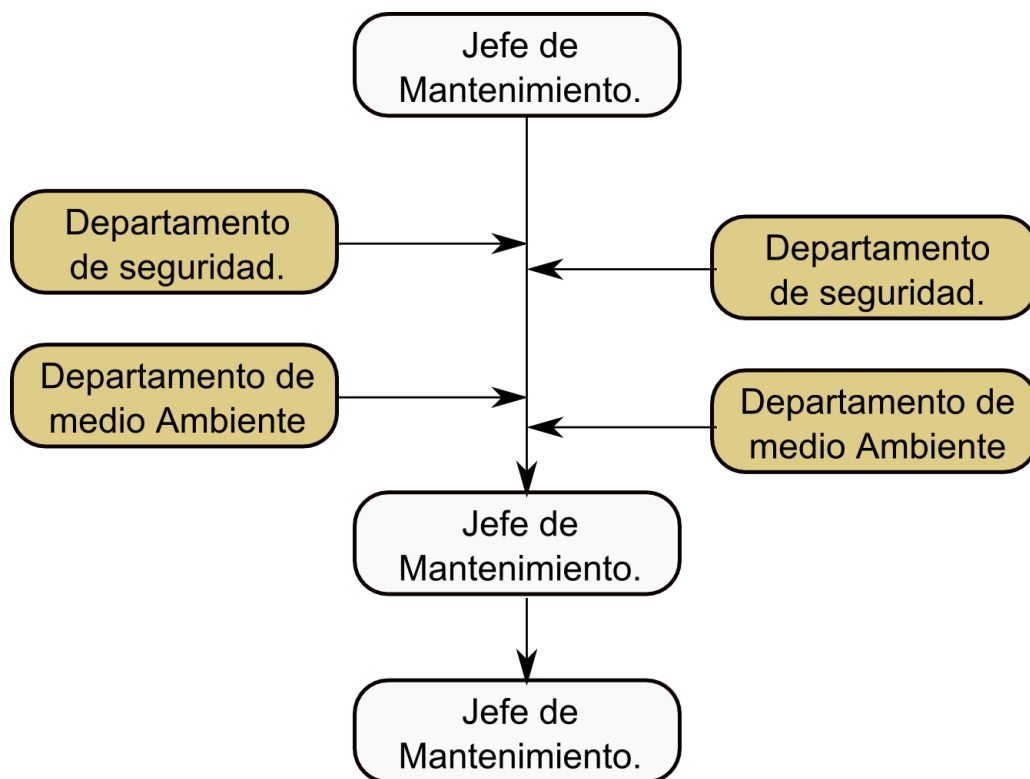 Jefe de
Mantenimiento.
Departamento
de seguridad.
Departamento
de seguridad.
Departamento de
medio Ambiente
Departamento de
medio Ambiente
Jefe de
Mantenimiento.
Jefe de
Mantenimiento.